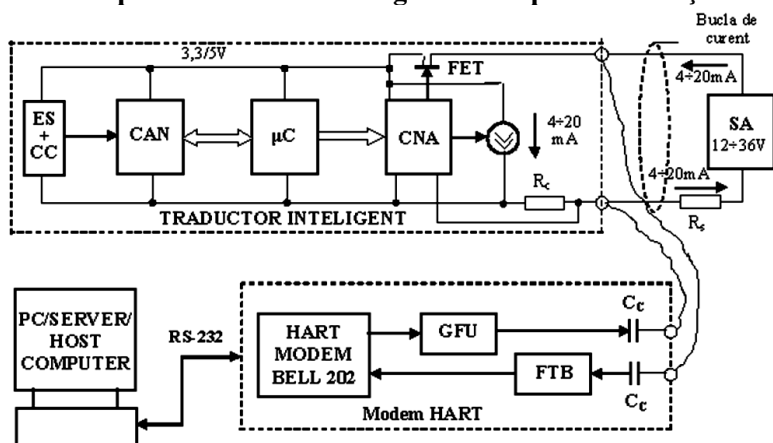 Bucla de
curent
3,3/5V
FET
4÷20mA
ES
+
CC
CAN
μC
CNA
4÷20
mA
SA
12÷36V
4÷20mA
Rc
TRADUCTOR INTELIGENT
Rs
PC/SERVER/
HOST
COMPUTER
RS-232
HART
MODEM
BELL 202
GFU
Cc
FTB
Cc
Modem HART